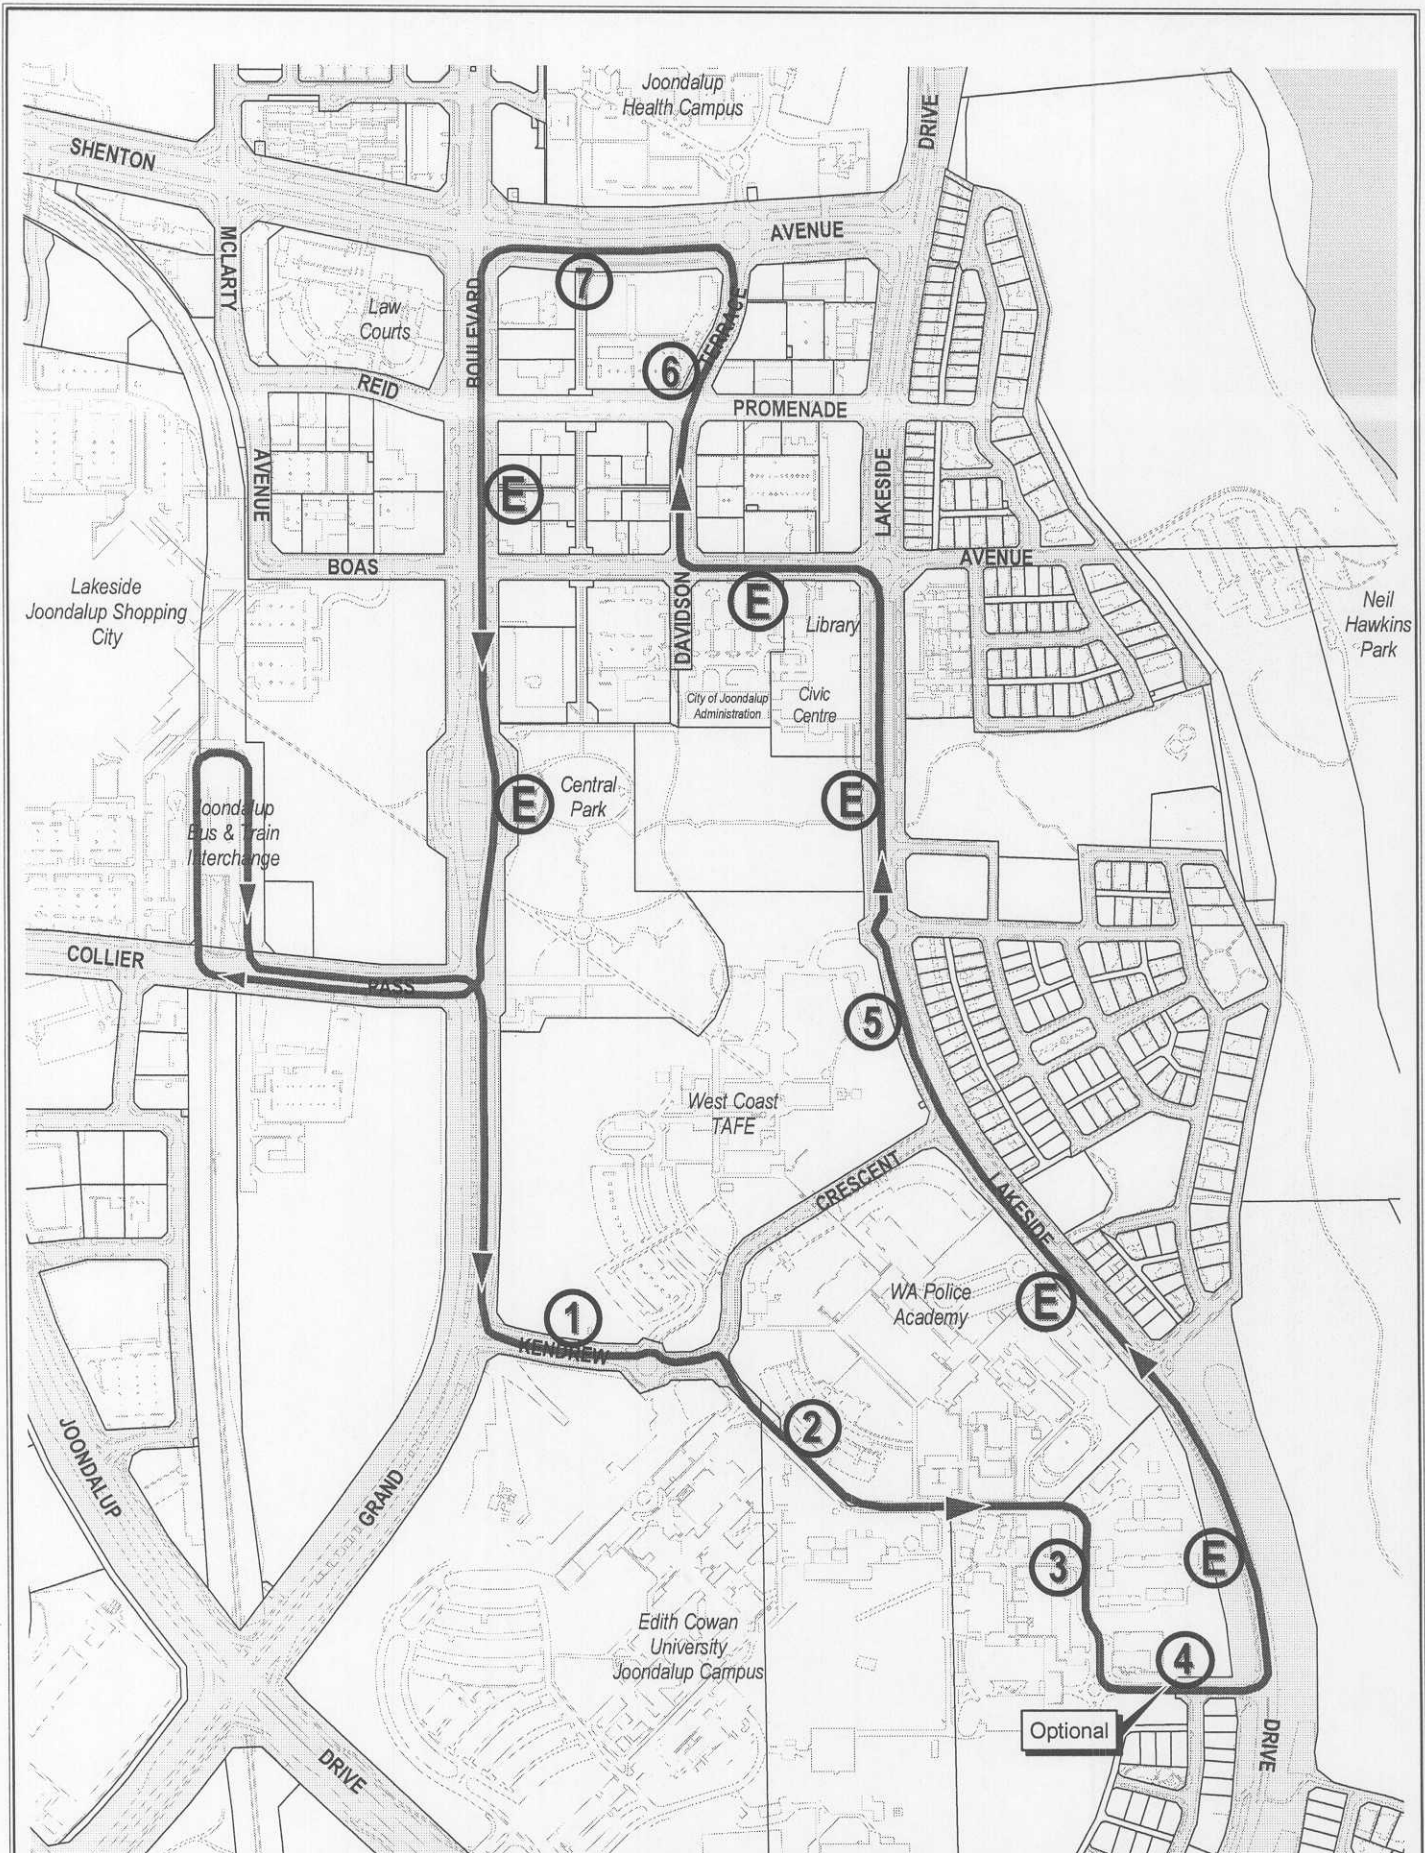 Joondalup
Health Campus
DRIVE
SHENTON
AVENUE
MCLARTY
7
BOULEVARD
Law
Courts
TERRACE
6
REID
PROMENADE
AVENUE
E
LAKESIDE
BOAS
AVENUE
Lakeside
Joondalup Shopping
City
E
DAVIDSON
Library
Neil
Hawkins
Park
City of Joondalup
Administration
Civic
Centre
E
Central
Park
E
Joondalup
Bus & Train
Interchange
COLLIER
PASS
5
West Coast
TAFE
CRESCENT
LAKESIDE
WA Police
Academy
E
1
KENDREW
2
JOONDALUP
GRAND
3
E
Edith Cowan
University
Joondalup Campus
4
Optional
DRIVE
DRIVE